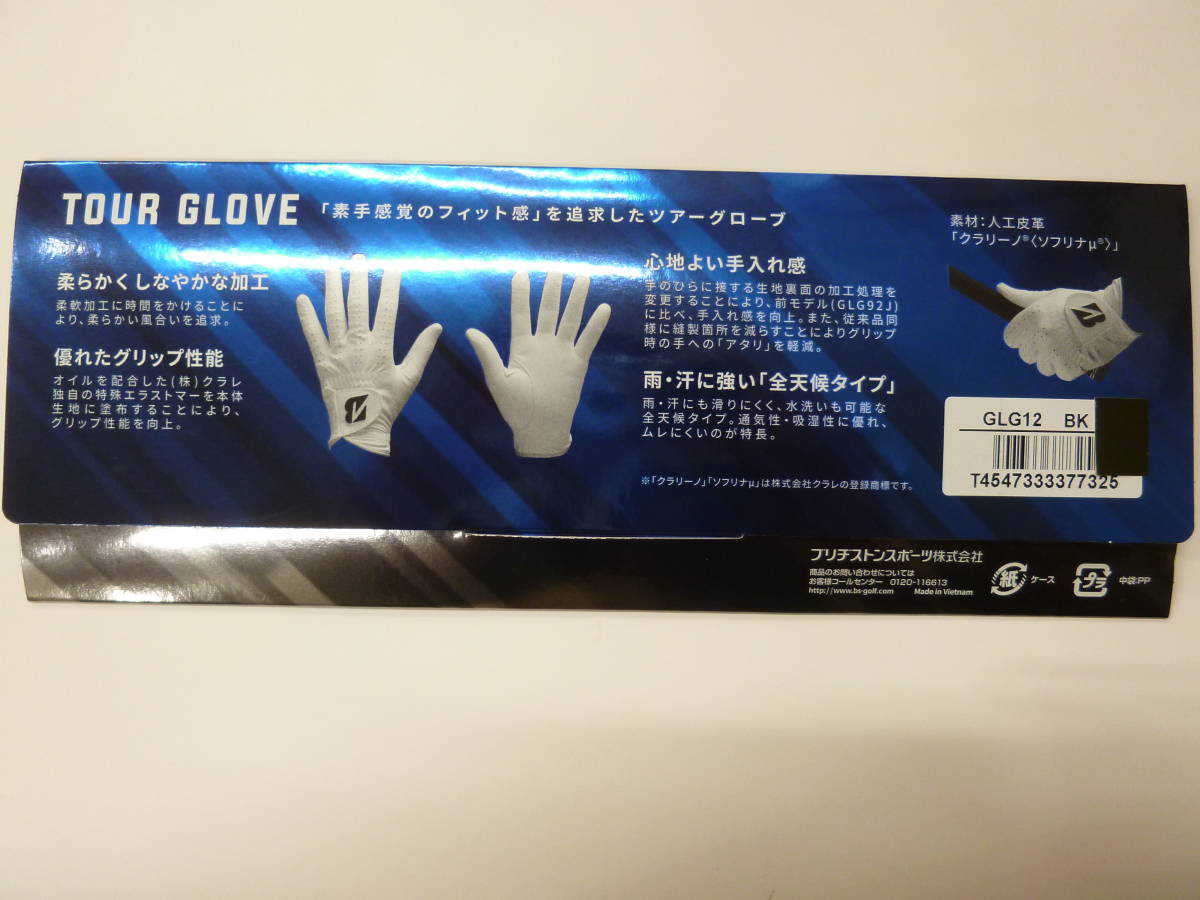 TOUR GLOVE 「素手感覚のフィット感」を追求したツアーグローブ
柔らかくしなやかな加工
柔軟加工に時間をかけることに
より、柔らかい風合いを追求。
優れたグリップ性能
オイルを配合した(株)クラレ
独自の特殊エラストマーを本体
生地に塗布することにより、
グリップ性能を向上。
心地よい手入れ感
手のひらに接する生地裏面の加工処理を
変更することにより、前モデル(GLG92J)
に比べ、手入れ感を向上。また、従来品同
様に縫製箇所を減らすことによりグリップ
時の手への「アタリ」を軽減。
雨・汗に強い「全天候タイプ」
雨・汗にも滑りにくく、水洗いも可能な
全天候タイプ。通気性・吸湿性に優れ、
ムレにくいのが特長。
※「クラリーノ」「ソフリナμ」は株式会社クラレの登録商標です。
素材：人工皮革
「クラリーノ®〈ソフリナμ®〉」
B
B
GLG12 BK
T4547333377325
ブリヂストンスポーツ株式会社
商品のお問い合わせについては
お客様コールセンター 0120-116613
http://www.bs-golf.com Made in Vietnam
紙 ケース
プラ 中袋:PP